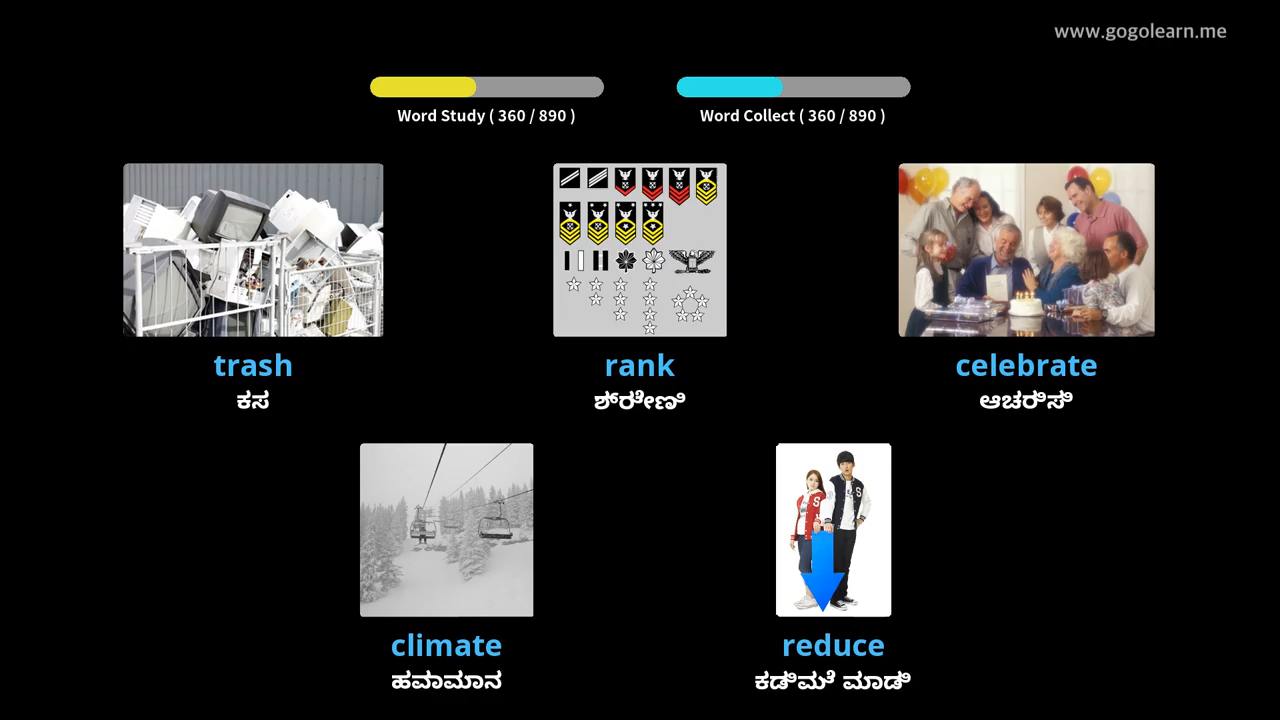 www.gogolearn.me
Word Study ( 360 / 890 )
Word Collect ( 360 / 890 )
trash
ಕಸ
rank
ಶ್ರೇಣಿ
celebrate
ಆಚರಿಸಿ
climate
ಹವಾಮಾನ
reduce
ಕಡಿಮೆ ಮಾಡಿ